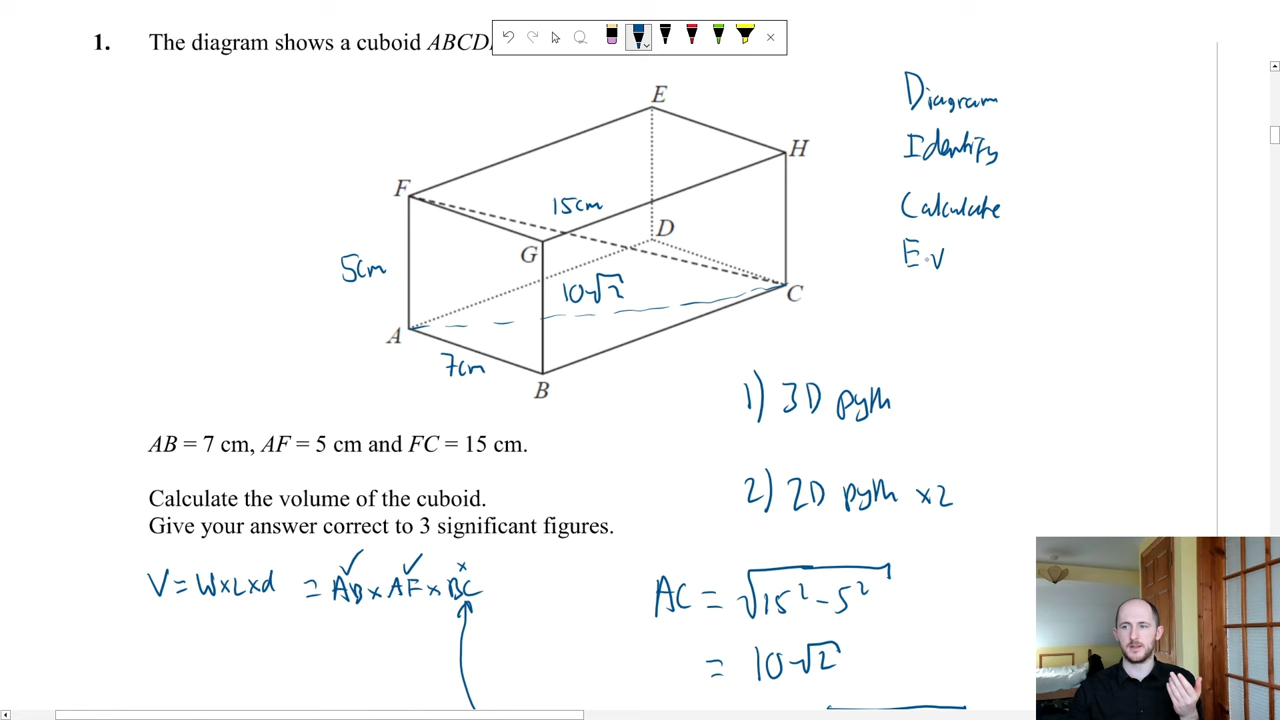 1. The diagram shows a cuboid ABCD
E
H
F
15cm
D
G
5cm
10√2
C
A
7cm
B
Diagram
Identify
Calculate
E.V
1) 3D pyth
2) 2D pyth x2
AB = 7 cm, AF = 5 cm and FC = 15 cm.
Calculate the volume of the cuboid.
Give your answer correct to 3 significant figures.
V = W×L×d = AB × AF × BC
AC = √15² - 5²
= 10√2